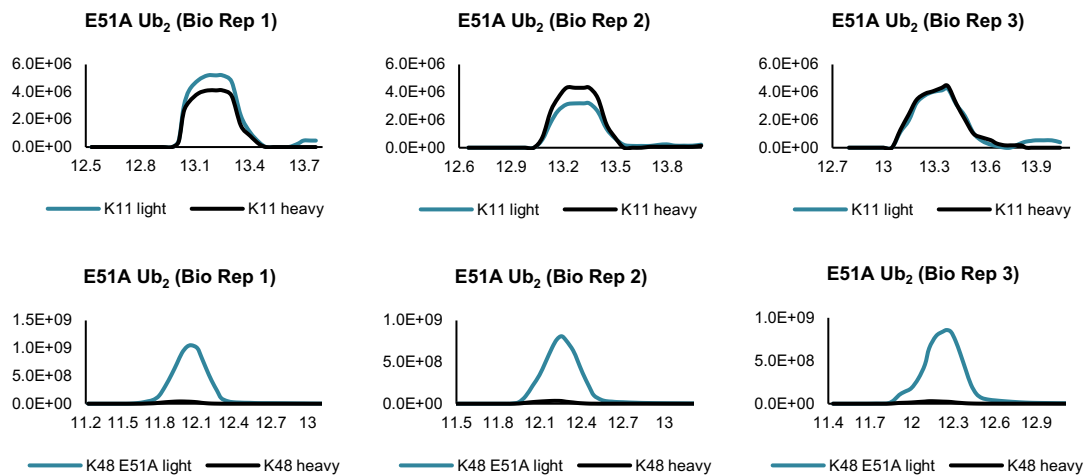 E51A Ub2 (Bio Rep 1)
6.0E+06
4.0E+06
2.0E+06
0.0E+00
12.5 12.8 13.1 13.4 13.7
K11 light K11 heavy
E51A Ub2 (Bio Rep 2)
6.0E+06
4.0E+06
2.0E+06
0.0E+00
12.6 12.9 13.2 13.5 13.8
K11 light K11 heavy
E51A Ub2 (Bio Rep 3)
6.0E+06
4.0E+06
2.0E+06
0.0E+00
12.7 13 13.3 13.6 13.9
K11 light K11 heavy
E51A Ub2 (Bio Rep 1)
1.5E+09
1.0E+09
5.0E+08
0.0E+00
11.2 11.5 11.8 12.1 12.4 12.7 13
K48 E51A light K48 heavy
E51A Ub2 (Bio Rep 2)
1.5E+09
1.0E+09
5.0E+08
0.0E+00
11.5 11.8 12.1 12.4 12.7 13
K48 E51A light K48 heavy
E51A Ub2 (Bio Rep 3)
1.0E+09
5.0E+08
0.0E+00
11.4 11.7 12 12.3 12.6 12.9
K48 E51A light K48 heavy